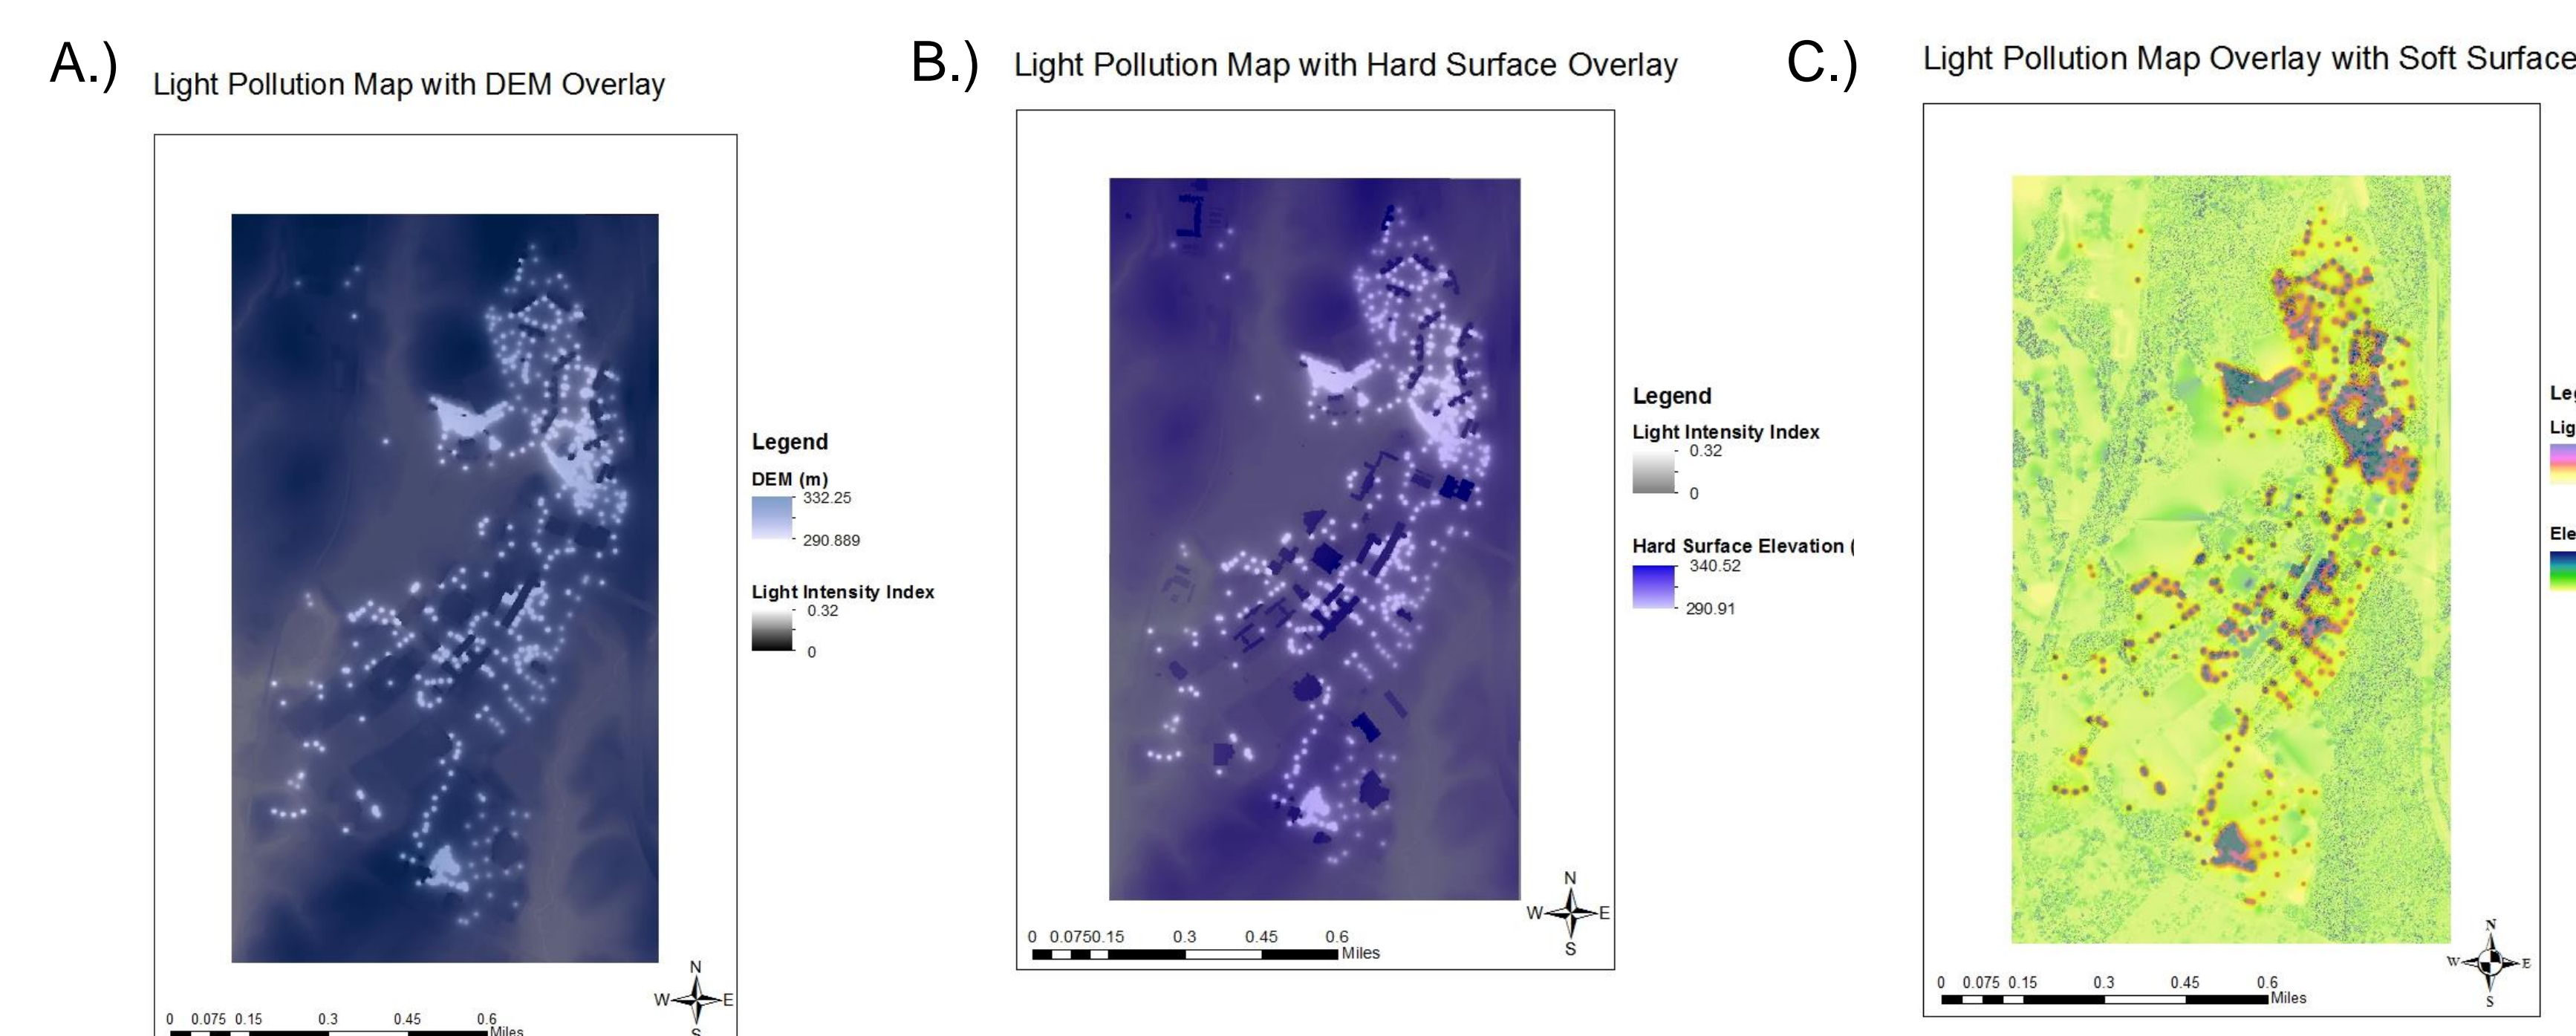 A.)
Light Pollution Map with DEM Overlay
Legend
DEM (m)
332.25
290.889
Light Intensity Index
0.32
0
N
W E
S
0 0.075 0.15 0.3 0.45 0.6
Miles
B.)
Light Pollution Map with Hard Surface Overlay
Legend
Light Intensity Index
0.32
0
Hard Surface Elevation (
340.52
290.91
N
W E
S
0 0.0750.15 0.3 0.45 0.6
Miles
C.)
Light Pollution Map Overlay with Soft Surface
Le
Lig
Ele
N
W E
S
0 0.075 0.15 0.3 0.45 0.6
Miles